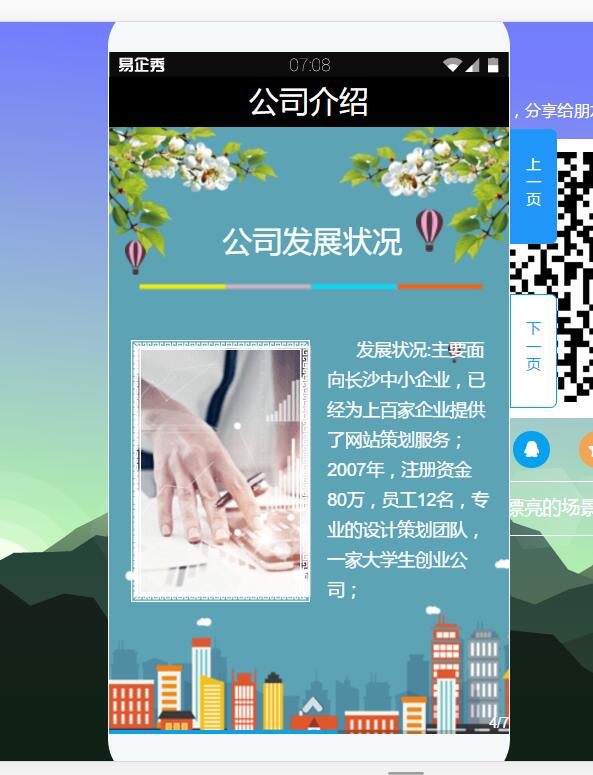 易企秀 07:08
公司介绍
，分享给朋
上一页
公司发展状况
下一页
发展状况:主要面
向长沙中小企业，已
经为上百家企业提供
了网站策划服务；
2007年，注册资金
80万，员工12名，专
业的设计策划团队，
一家大学生创业公
司；
漂亮的场景
4/7